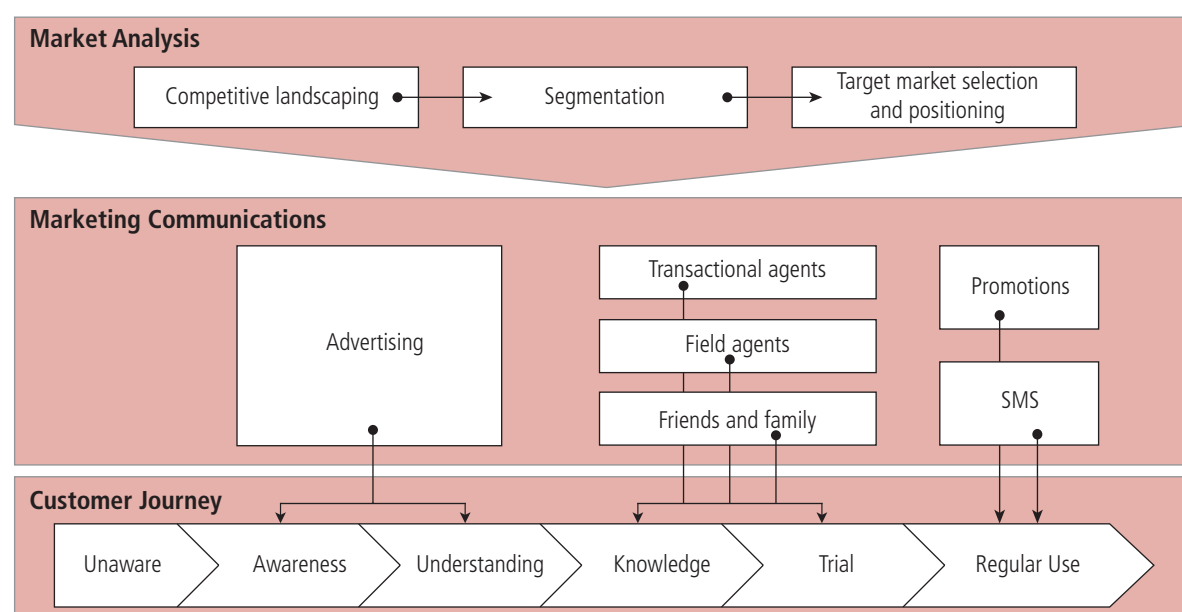 Market Analysis
Competitive landscaping
Segmentation
Target market selection
and positioning
Marketing Communications
Advertising
Transactional agents
Field agents
Friends and family
Promotions
SMS
Customer Journey
Unaware
Awareness
Understanding
Knowledge
Trial
Regular Use